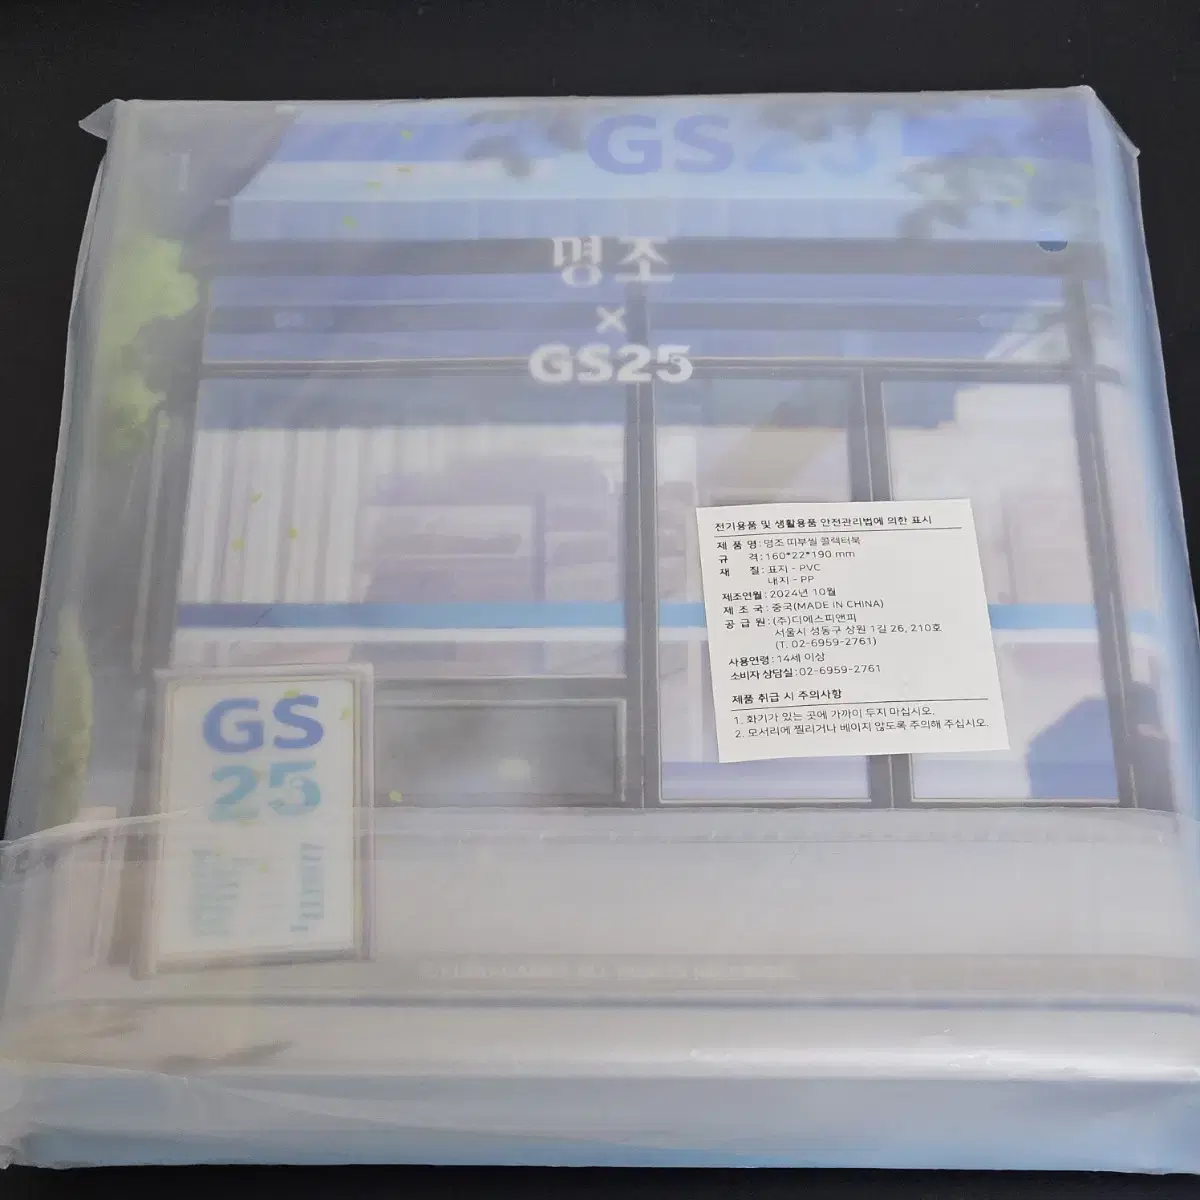 GS25
명조
×
GS25
전기용품 및 생활용품 안전관리법에 의한 표시
제 품 명 : 명조 띠부씰 콜렉터북
규 격 : 160*22*190 mm
재 질 : 표지 - PVC
내지 - PP
제조연월 : 2024년 10월
제 조 국 : 중국(MADE IN CHINA)
공 급 원 : (주)디에스피앤피
서울시 성동구 상원 1길 26, 210호
(T. 02-6959-2761)
사용연령 : 14세 이상
소비자 상담실 : 02-6959-2761
제품 취급 시 주의사항
1. 화기가 있는 곳에 가까이 두지 마십시오.
2. 모서리에 찔리거나 베이지 않도록 주의해 주십시오.
GS
25